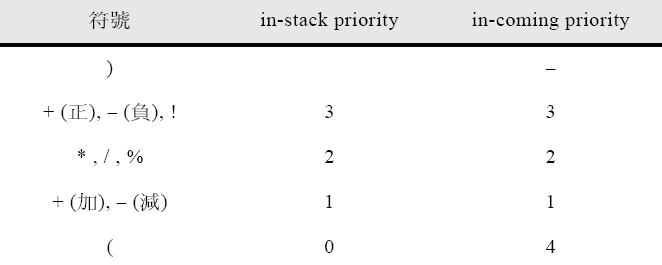 符號 in-stack priority in-coming priority
) –
+ (正), – (負), ! 3 3
* , / , % 2 2
+ (加), – (減) 1 1
( 0 4